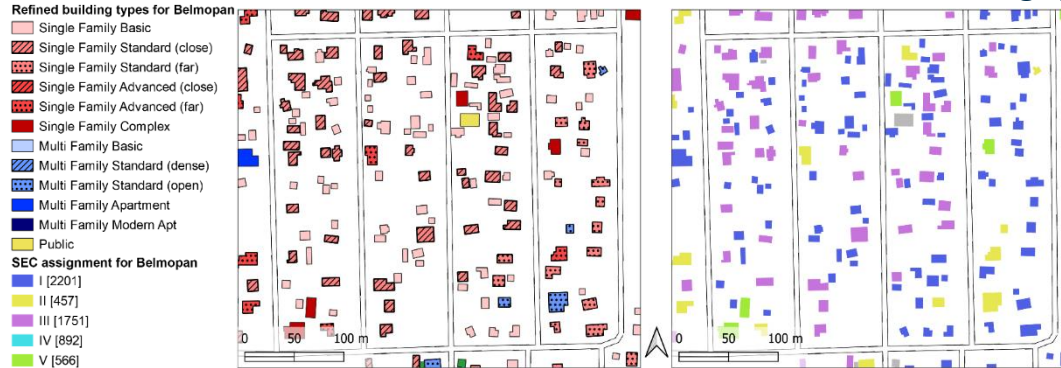 Refined building types for Belmopan
Single Family Basic
Single Family Standard (close)
Single Family Standard (far)
Single Family Advanced (close)
Single Family Advanced (far)
Single Family Complex
Multi Family Basic
Multi Family Standard (dense)
Multi Family Standard (open)
Multi Family Apartment
Multi Family Modern Apt
Public
SEC assignment for Belmopan
I [2201]
II [457]
III [1751]
IV [892]
V [566]
0 50 100 m
0 50 100 m